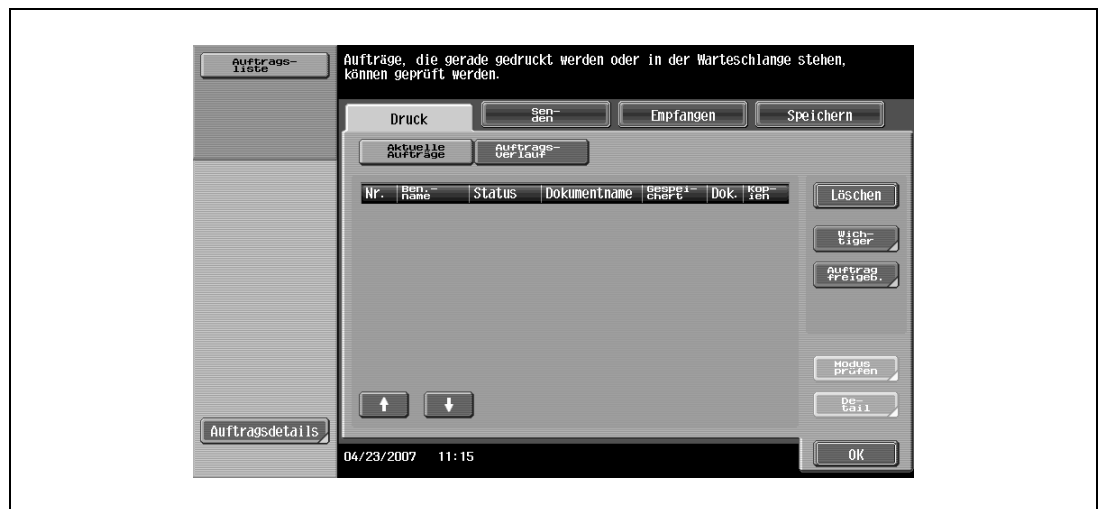 Auftrags-
liste
Aufträge, die gerade gedruckt werden oder in der Warteschlange stehen,
können geprüft werden.
Druck
Sen-
den
Empfangen
Speichern
Aktuelle
Aufträge
Auftrags-
verlauf
Nr.
Ben.-
name
Status
Dokumentname
Gespei-
chert
Dok.
Kop-
ien
Löschen
Wich-
tiger
Auftrag
freigeb.
Modus
prüfen
De-
tail
Auftragsdetails
04/23/2007 11:15
OK